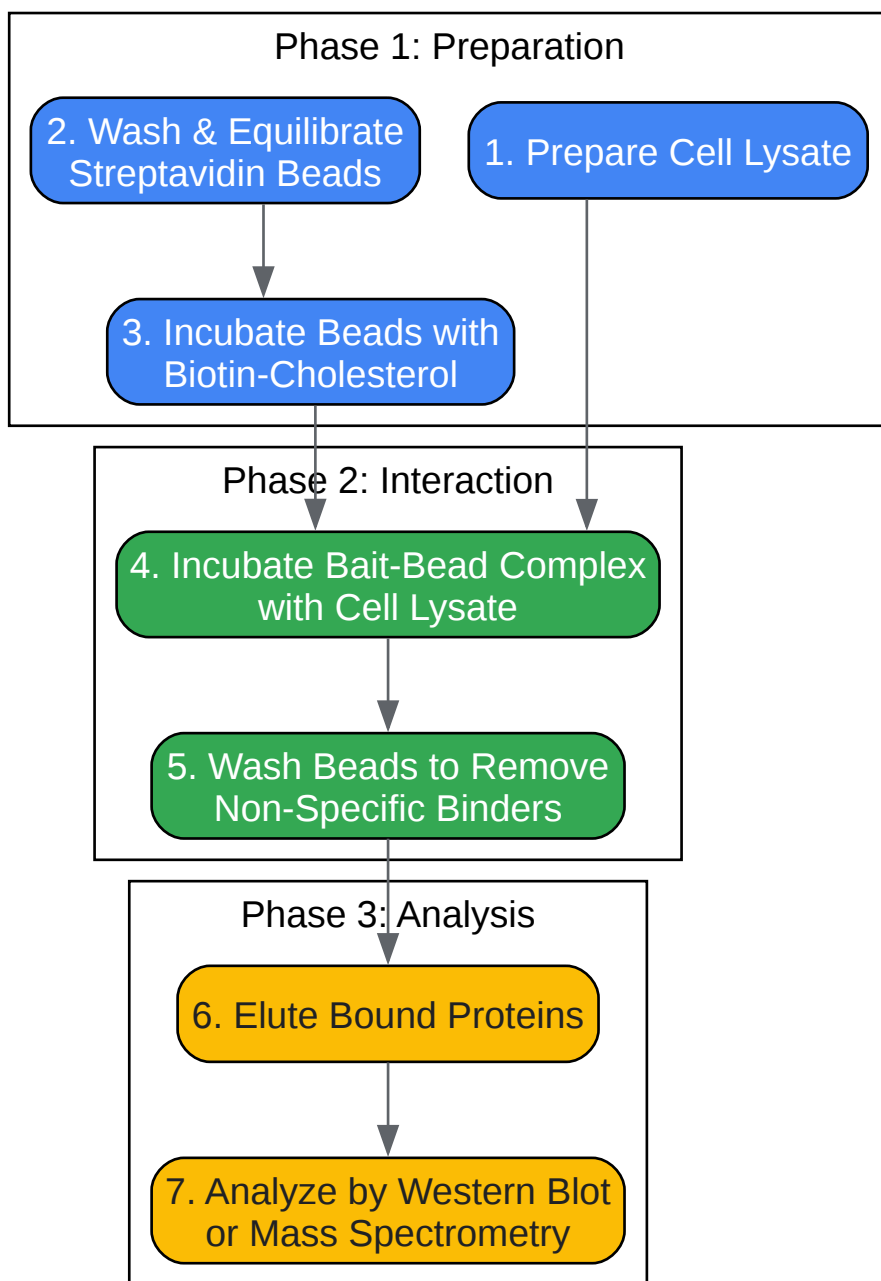 Phase 1: Preparation
2. Wash & Equilibrate
Streptavidin Beads
1. Prepare Cell Lysate
3. Incubate Beads with
Biotin-Cholesterol
Phase 2: Interaction
4. Incubate Bait-Bead Complex
with Cell Lysate
5. Wash Beads to Remove
Non-Specific Binders
Phase 3: Analysis
6. Elute Bound Proteins
7. Analyze by Western Blot
or Mass Spectrometry